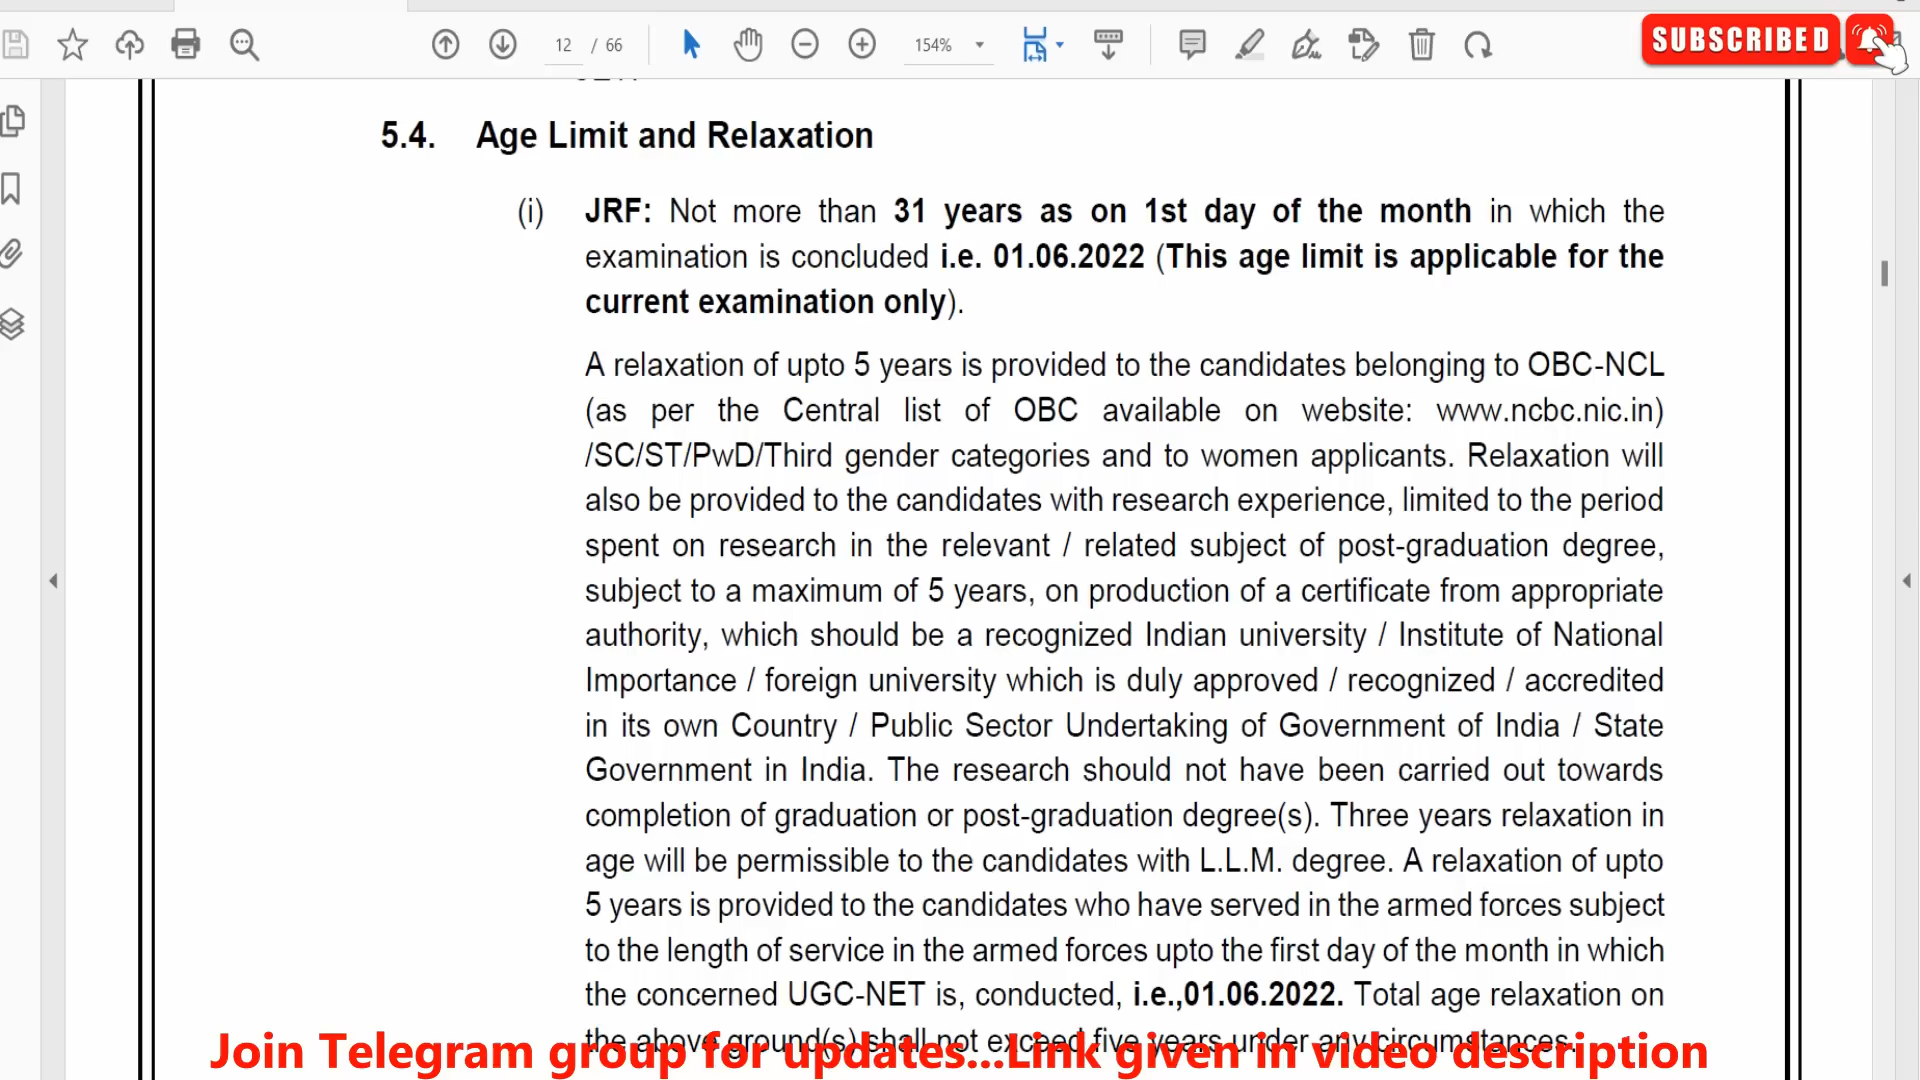 12 / 66
154%
SUBSCRIBED
5.4. Age Limit and Relaxation
(i) JRF: Not more than 31 years as on 1st day of the month in which the
examination is concluded i.e. 01.06.2022 (This age limit is applicable for the
current examination only).
A relaxation of upto 5 years is provided to the candidates belonging to OBC-NCL
(as per the Central list of OBC available on website: www.ncbc.nic.in)
/SC/ST/PwD/Third gender categories and to women applicants. Relaxation will
also be provided to the candidates with research experience, limited to the period
spent on research in the relevant / related subject of post-graduation degree,
subject to a maximum of 5 years, on production of a certificate from appropriate
authority, which should be a recognized Indian university / Institute of National
Importance / foreign university which is duly approved / recognized / accredited
in its own Country / Public Sector Undertaking of Government of India / State
Government in India. The research should not have been carried out towards
completion of graduation or post-graduation degree(s). Three years relaxation in
age will be permissible to the candidates with L.L.M. degree. A relaxation of upto
5 years is provided to the candidates who have served in the armed forces subject
to the length of service in the armed forces upto the first day of the month in which
the concerned UGC-NET is, conducted, i.e.,01.06.2022. Total age relaxation on
the above ground(s) shall not exceed five years under any circumstances.
Join Telegram group for updates...Link given in video description